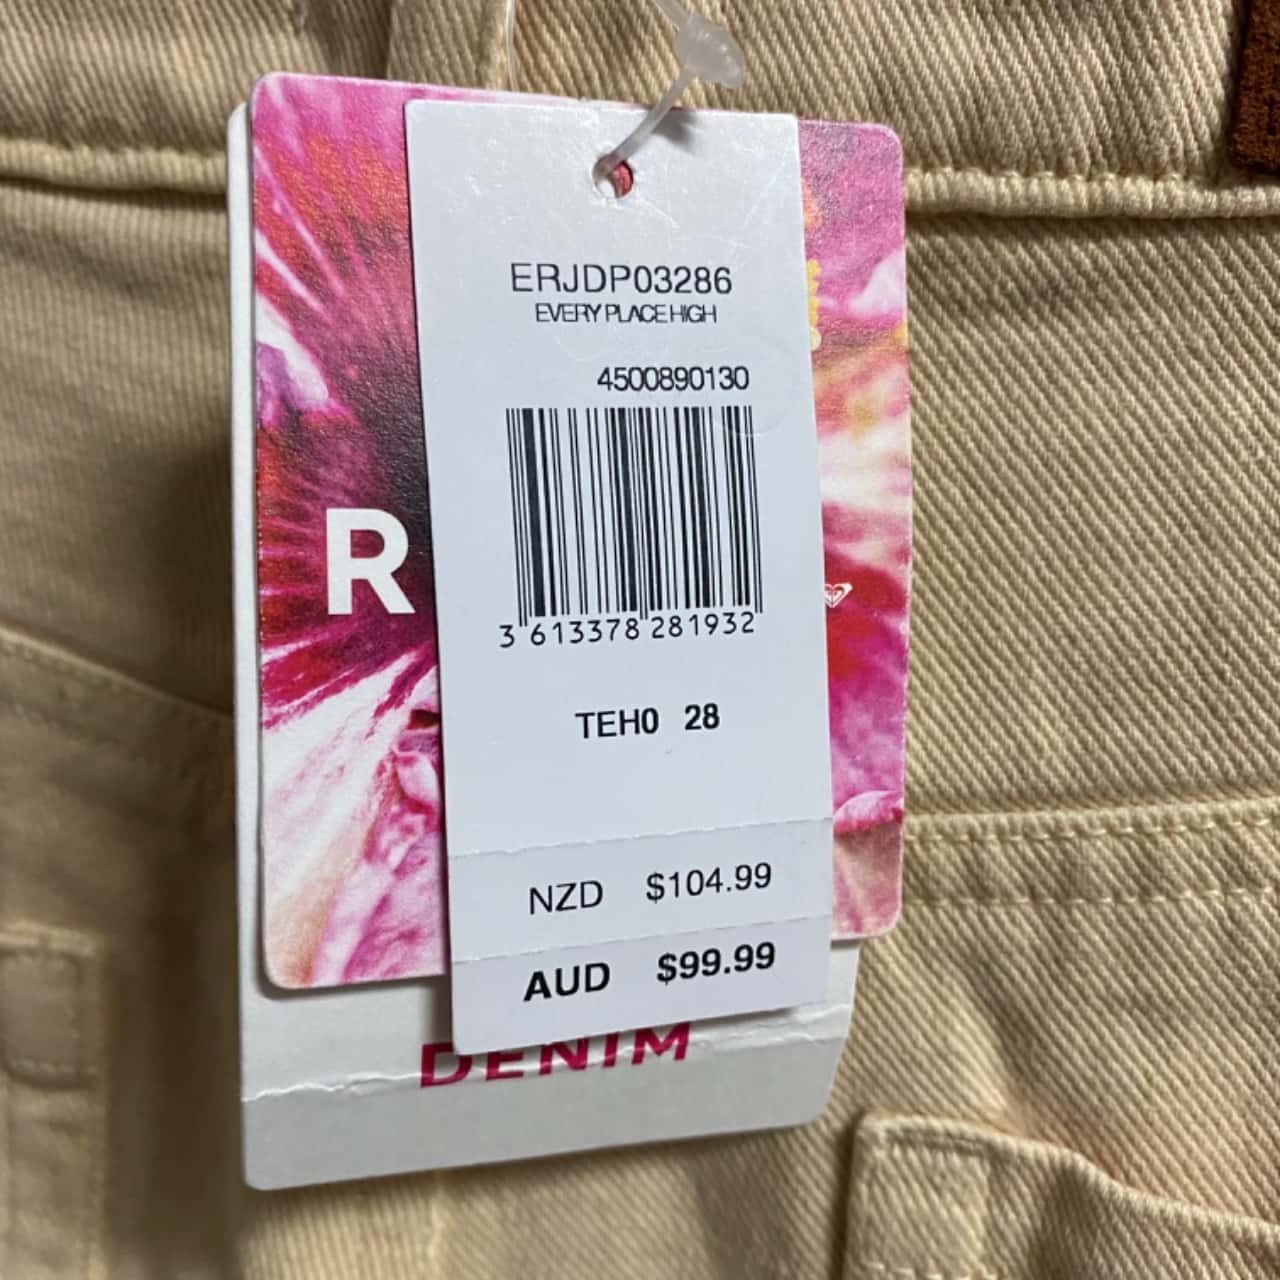 ERJDP03286
EVERY PLACE HIGH
4500890130
3 613378 281932
R
TEH0 28
NZD $104.99
AUD $99.99
DENIM